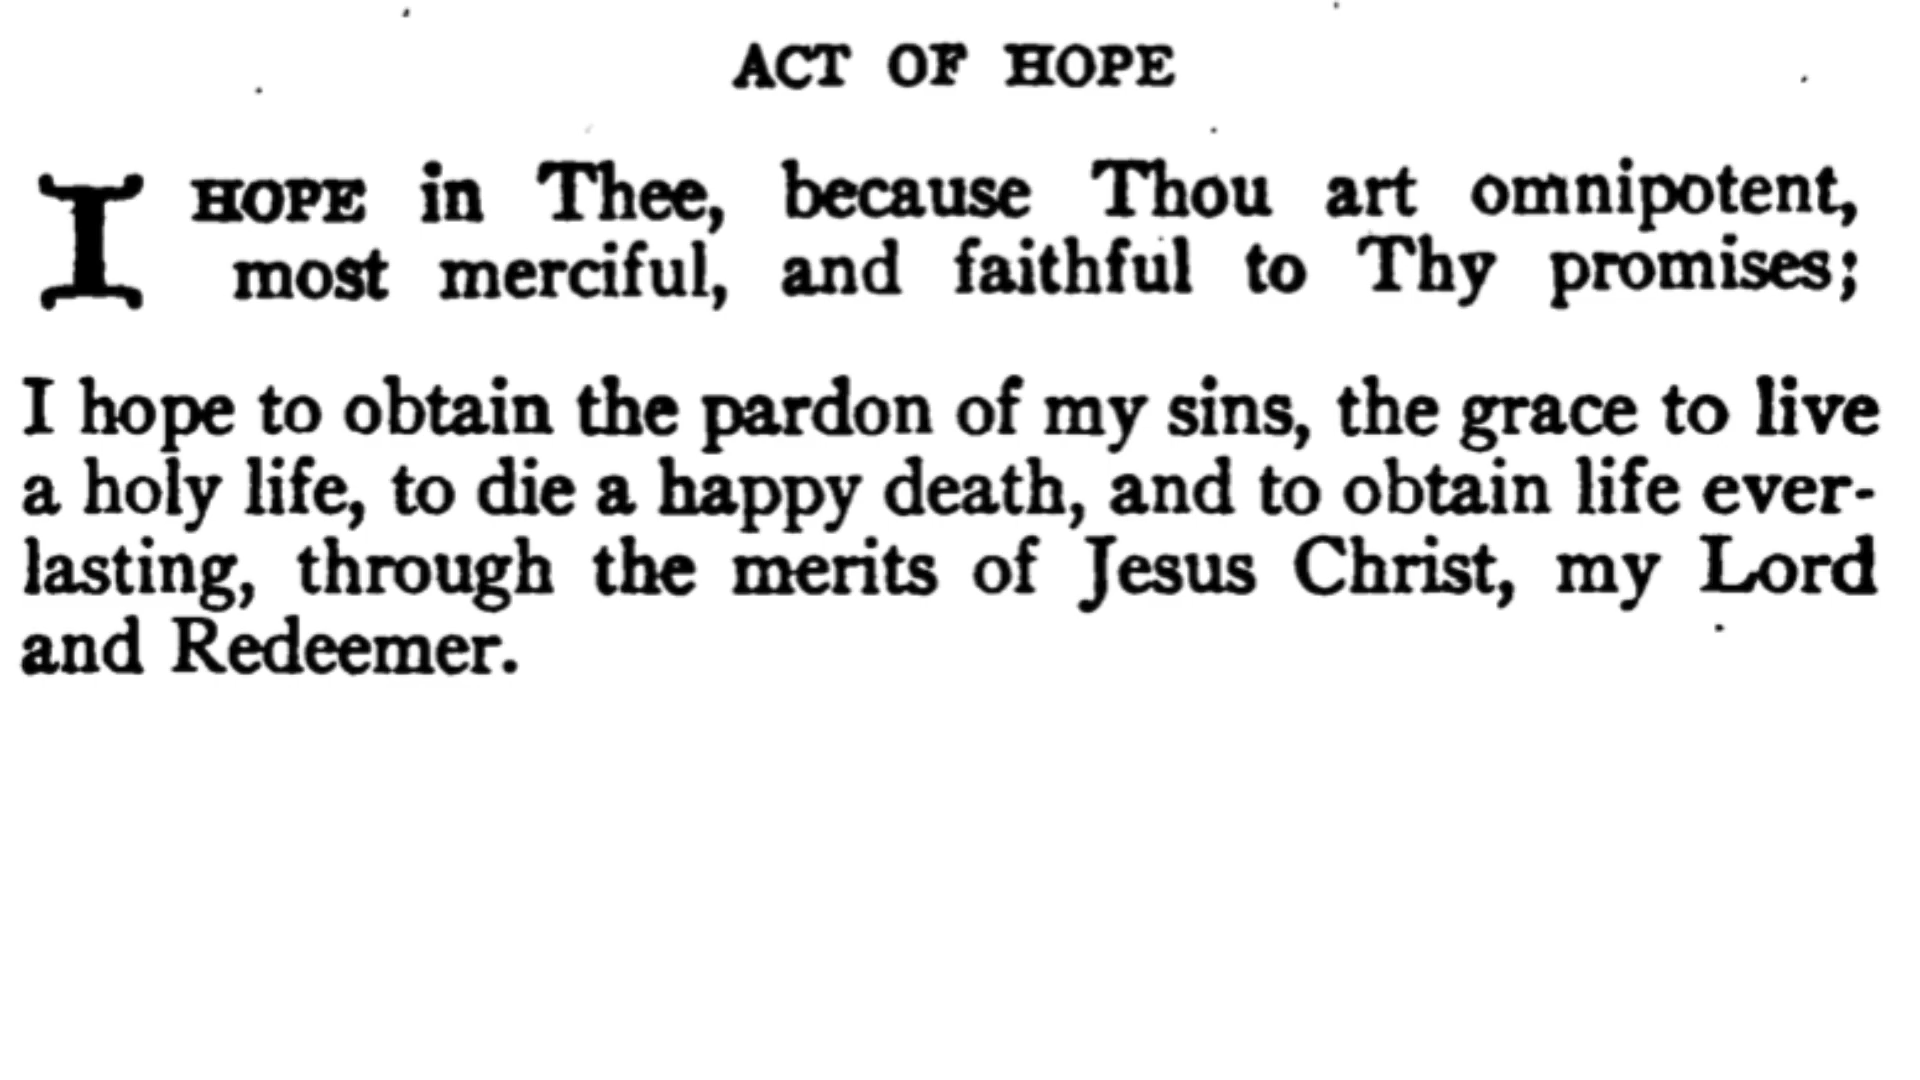 ACT OF HOPE
I HOPE in Thee, because Thou art omnipotent,
most merciful, and faithful to Thy promises;
I hope to obtain the pardon of my sins, the grace to live
a holy life, to die a happy death, and to obtain life ever-
lasting, through the merits of Jesus Christ, my Lord
and Redeemer.